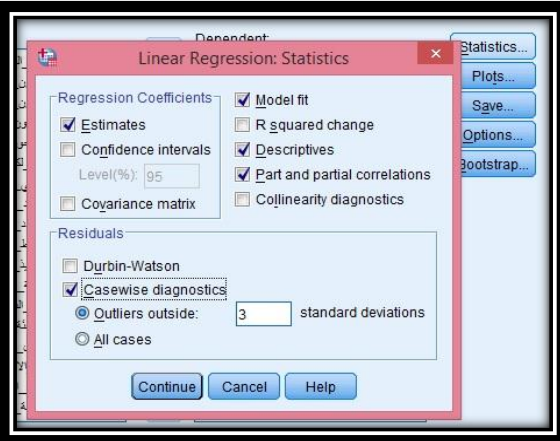 Dependent:
Linear Regression: Statistics
Statistics...
Plots...
Save...
Options...
Bootstrap...
Regression Coefficients
Estimates
Confidence intervals
Level(%): 95
Covariance matrix
Model fit
R squared change
Descriptives
Part and partial correlations
Collinearity diagnostics
Residuals
Durbin-Watson
Casewise diagnostics
Outliers outside: 3 standard deviations
All cases
Continue Cancel Help